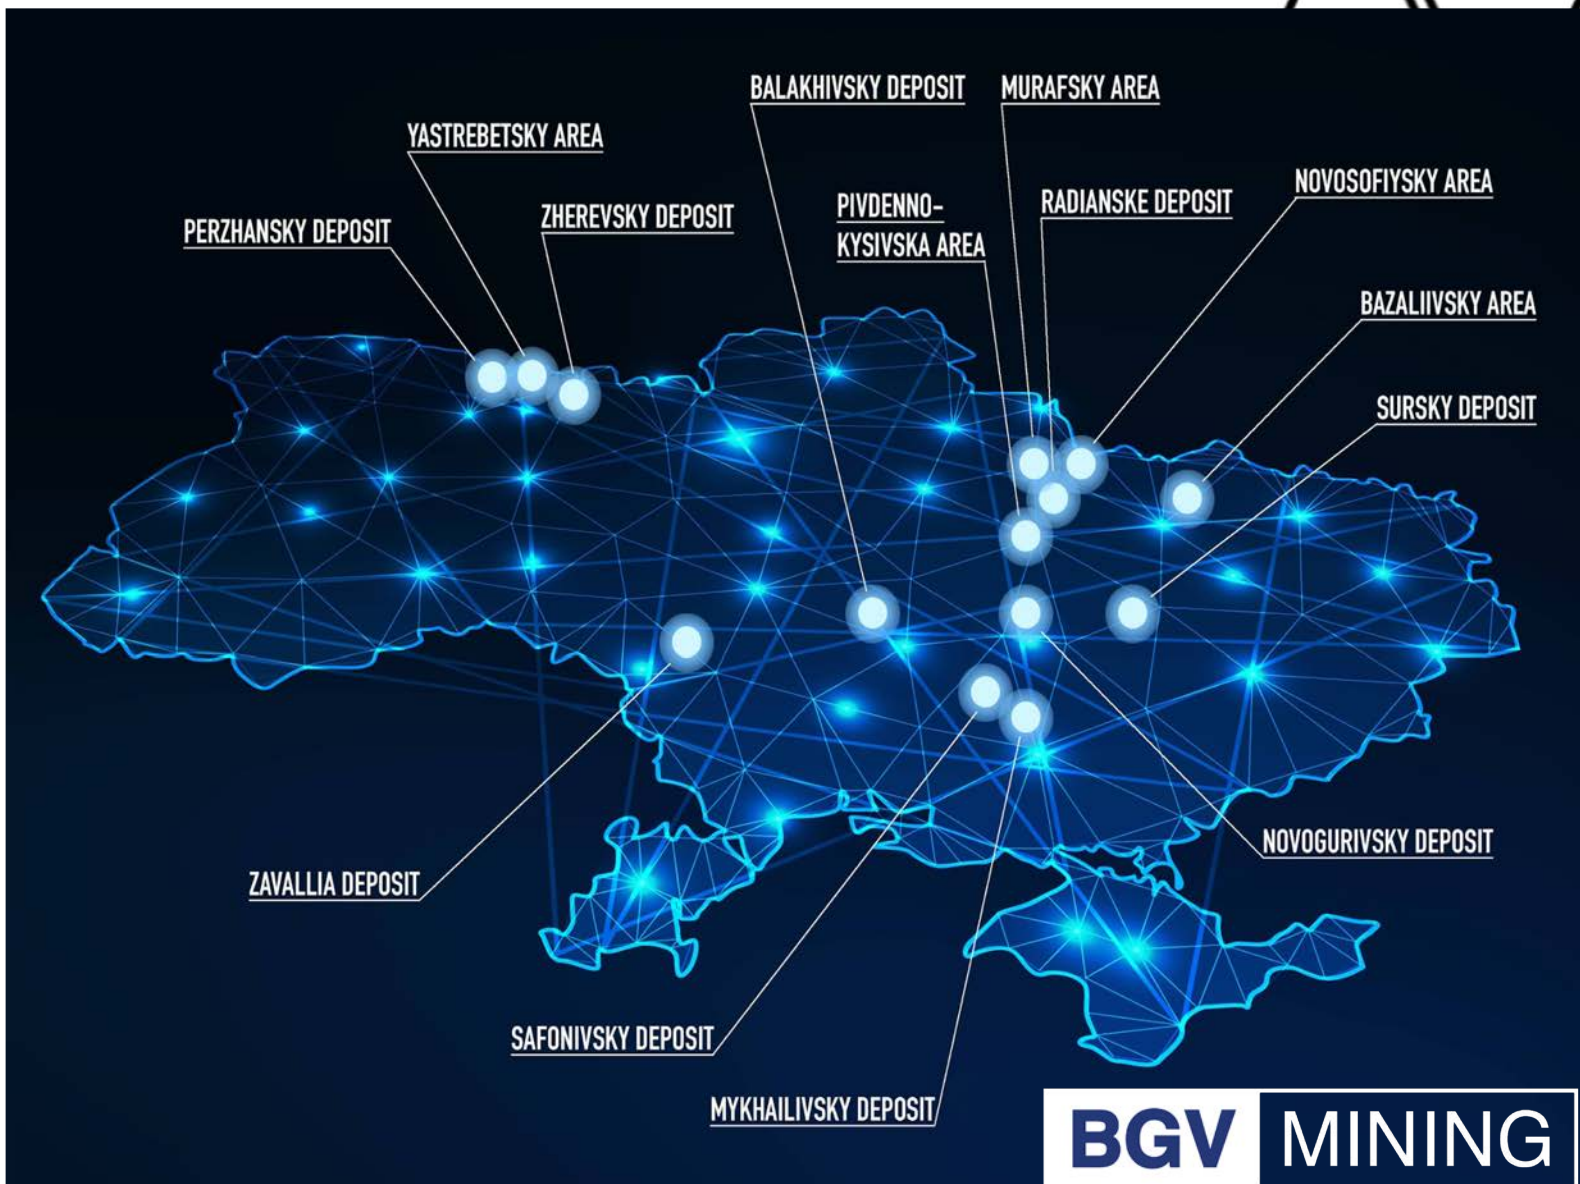 BALAKHIVSKY DEPOSIT
MURAFSKY AREA
YASTREBETSKY AREA
NOVOSOFIYSKY AREA
PIVDENNO-
KYSIVSKA AREA
RADIANSKE DEPOSIT
ZHEREVSKY DEPOSIT
PERZHANSKY DEPOSIT
BAZALIIVSKY AREA
SURSKY DEPOSIT
NOVOGURIVSKY DEPOSIT
ZAVALLIA DEPOSIT
SAFONIVSKY DEPOSIT
MYKHAILIVSKY DEPOSIT
BGV MINING